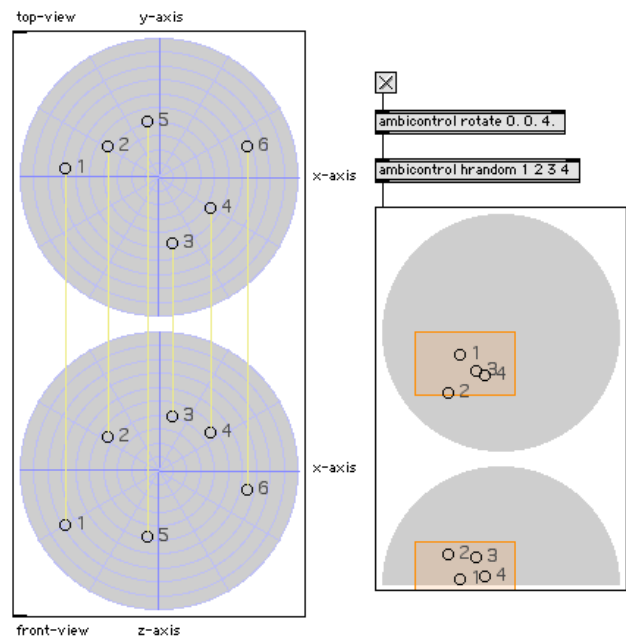 top-view y-axis
5
2 6
1
x-axis
4
3
ambicontrol rotate 0. 0. 4.
ambicontrol hrandom 1 2 3 4
3
2 4
x-axis
6
1
5
1
3 4
2
2 3
1 4
front-view z-axis